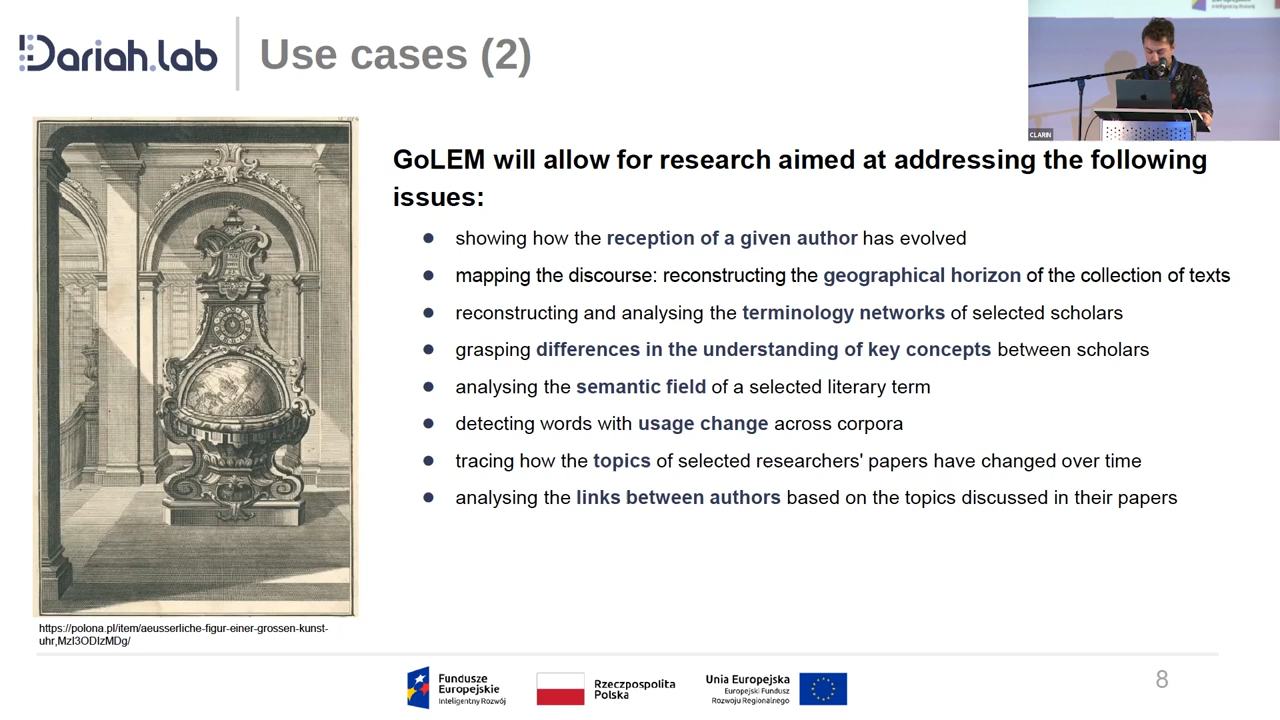 Dariah.lab
Use cases (2)
CLARIN
GoLEM will allow for research aimed at addressing the following
issues:
● showing how the reception of a given author has evolved
● mapping the discourse: reconstructing the geographical horizon of the collection of texts
● reconstructing and analysing the terminology networks of selected scholars
● grasping differences in the understanding of key concepts between scholars
● analysing the semantic field of a selected literary term
● detecting words with usage change across corpora
● tracing how the topics of selected researchers' papers have changed over time
● analysing the links between authors based on the topics discussed in their papers
https://polona.pl/item/aeusserliche-figur-einer-grossen-kunst-
uhr,MzI3ODIzMDg/
Fundusze
Europejskie
Inteligentny Rozwój
Rzeczpospolita
Polska
Unia Europejska
Europejski Fundusz
Rozwoju Regionalnego
8